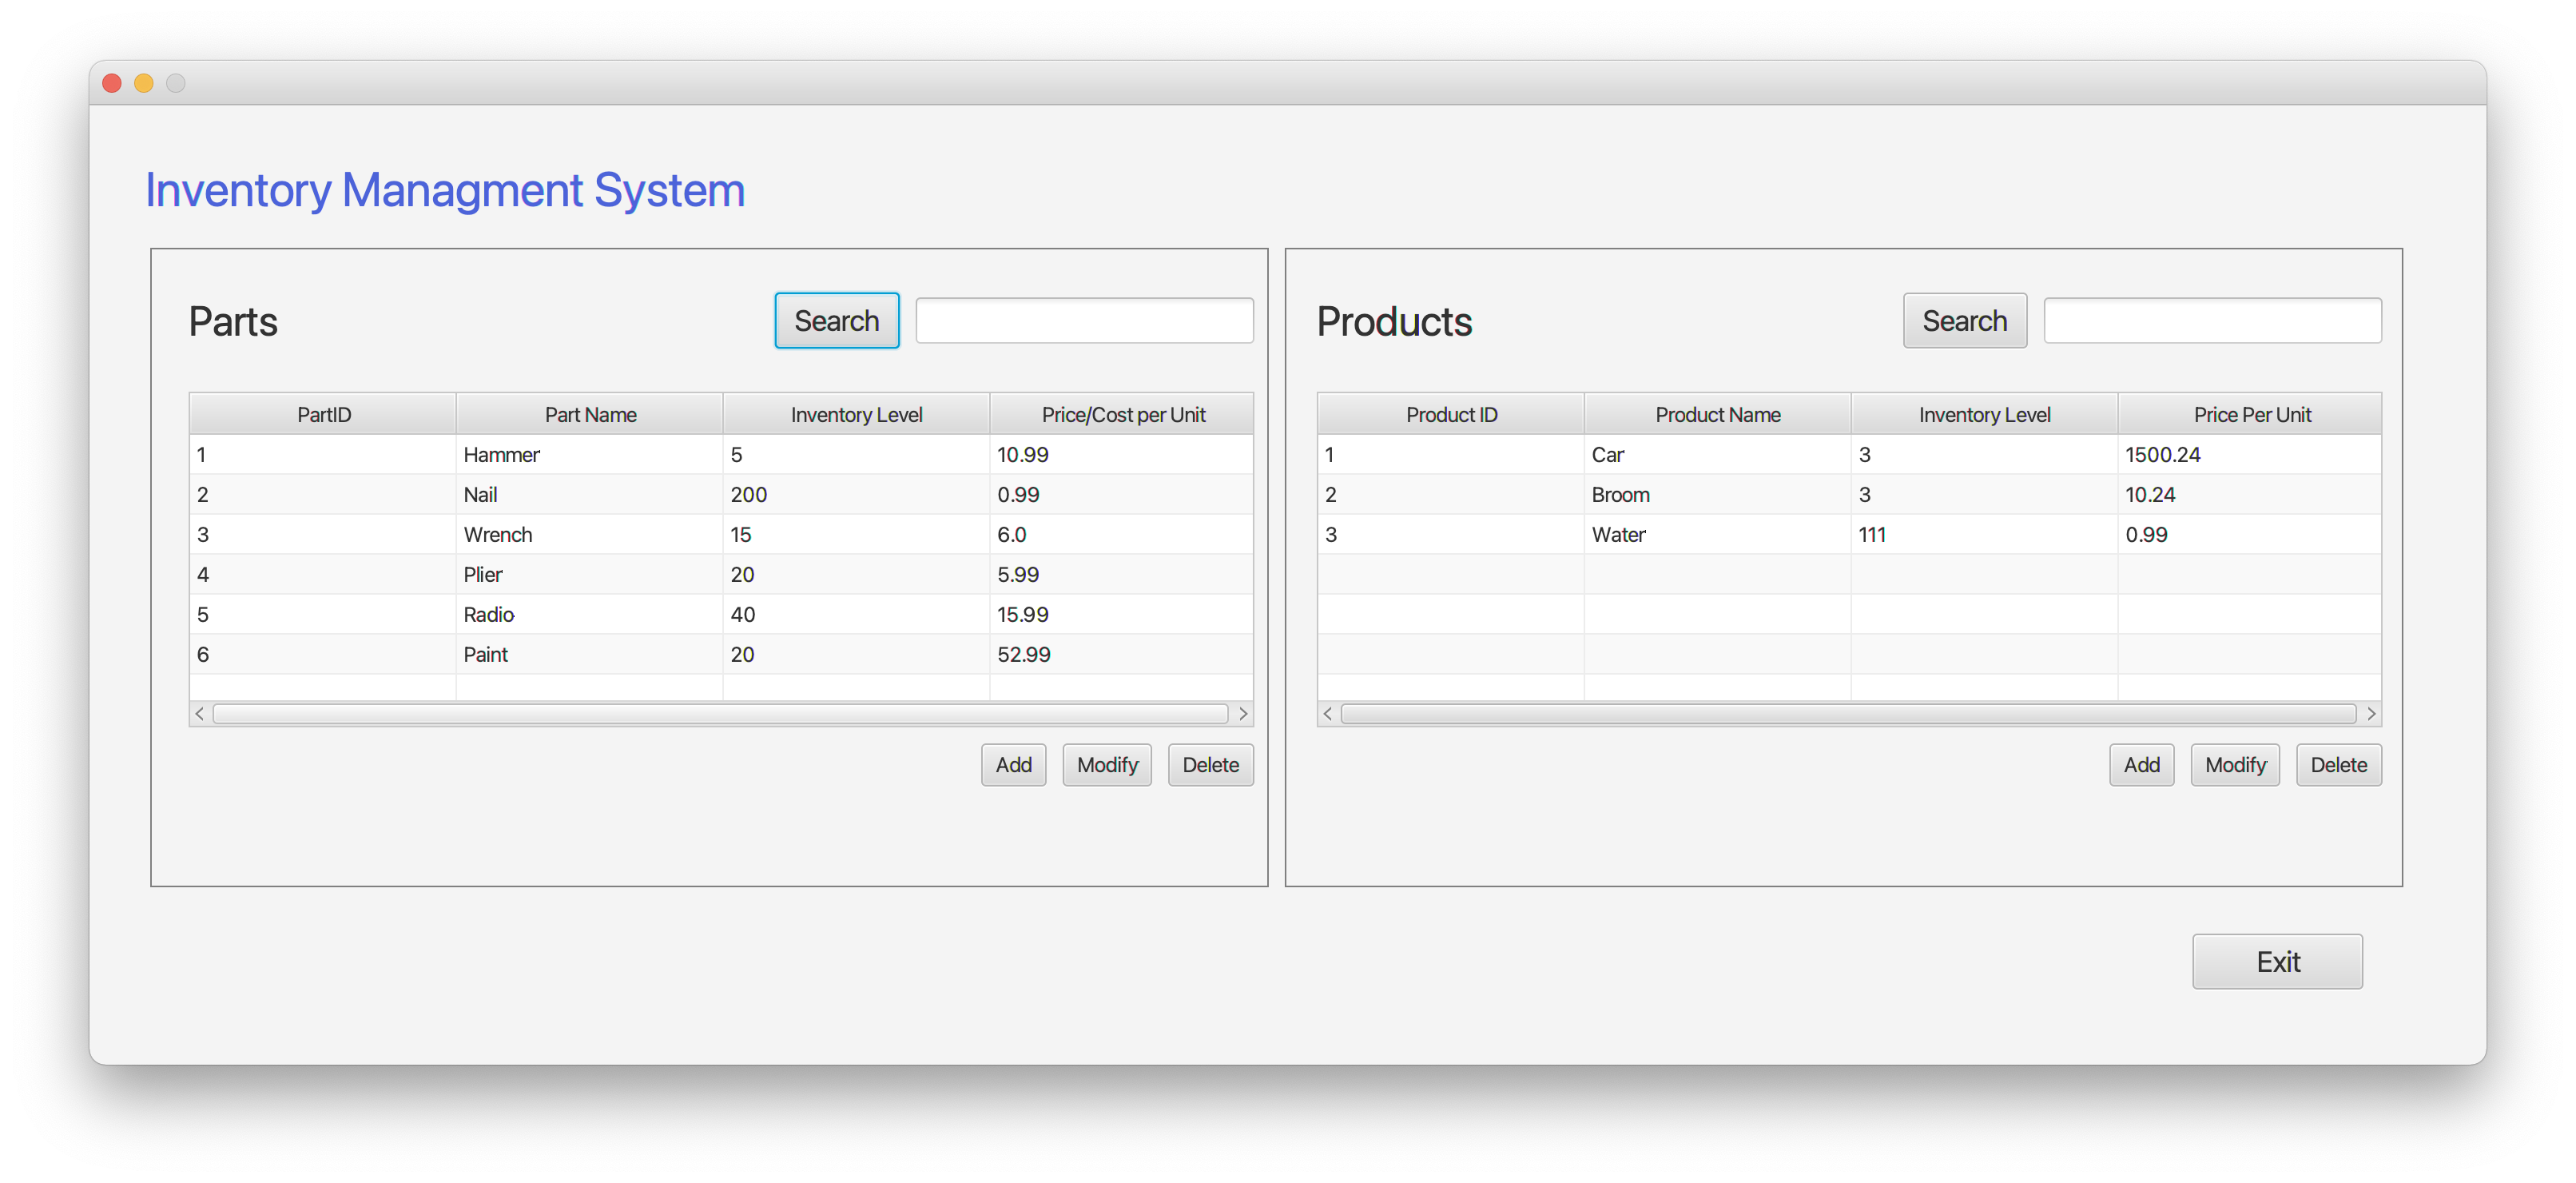 Inventory Managment System
Parts
Search
PartID Part Name Inventory Level Price/Cost per Unit
1 Hammer 5 10.99
2 Nail 200 0.99
3 Wrench 15 6.0
4 Plier 20 5.99
5 Radio 40 15.99
6 Paint 20 52.99
Add Modify Delete
Products
Search
Product ID Product Name Inventory Level Price Per Unit
1 Car 3 1500.24
2 Broom 3 10.24
3 Water 111 0.99
Add Modify Delete
Exit